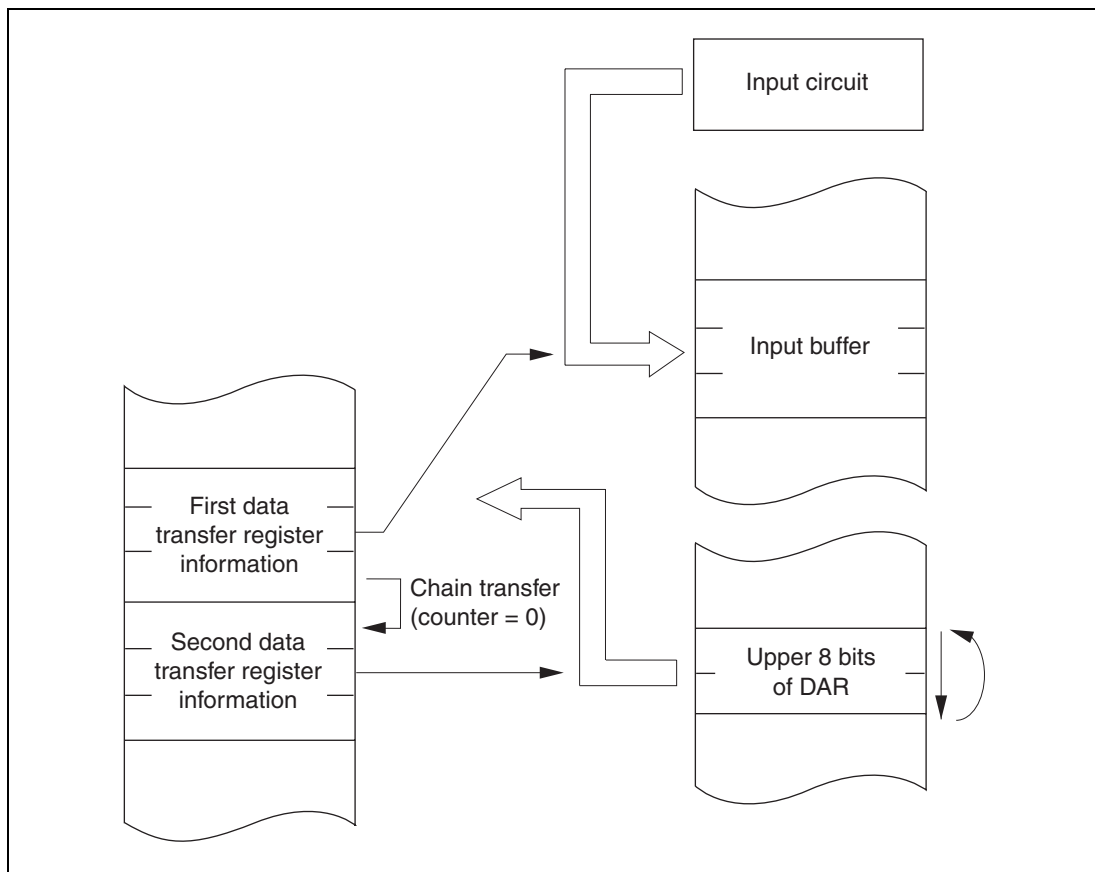 Input circuit
Input buffer
First data
transfer register
information
Chain transfer
(counter = 0)
Second data
transfer register
information
Upper 8 bits
of DAR